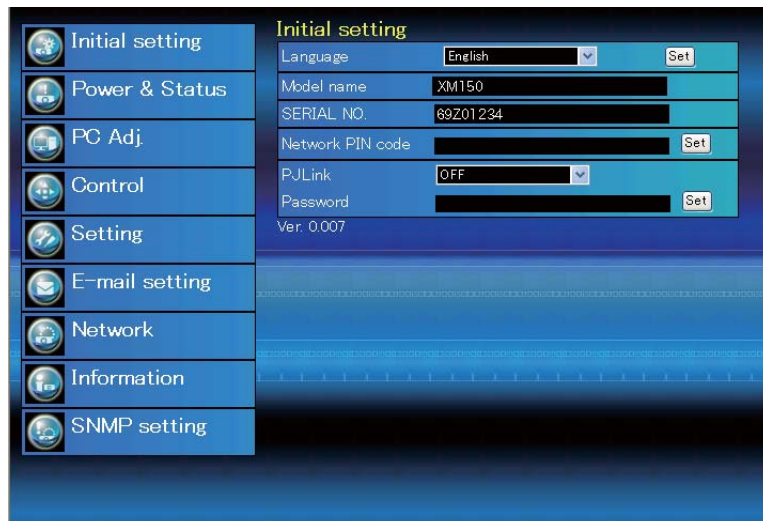 Initial setting
Power & Status
PC Adj.
Control
Setting
E-mail setting
Network
Information
SNMP setting
Initial setting
Language English Set
Model name XM150
SERIAL NO. 69Z01234
Network PIN code Set
PJLink OFF
Password Set
Ver. 0.007